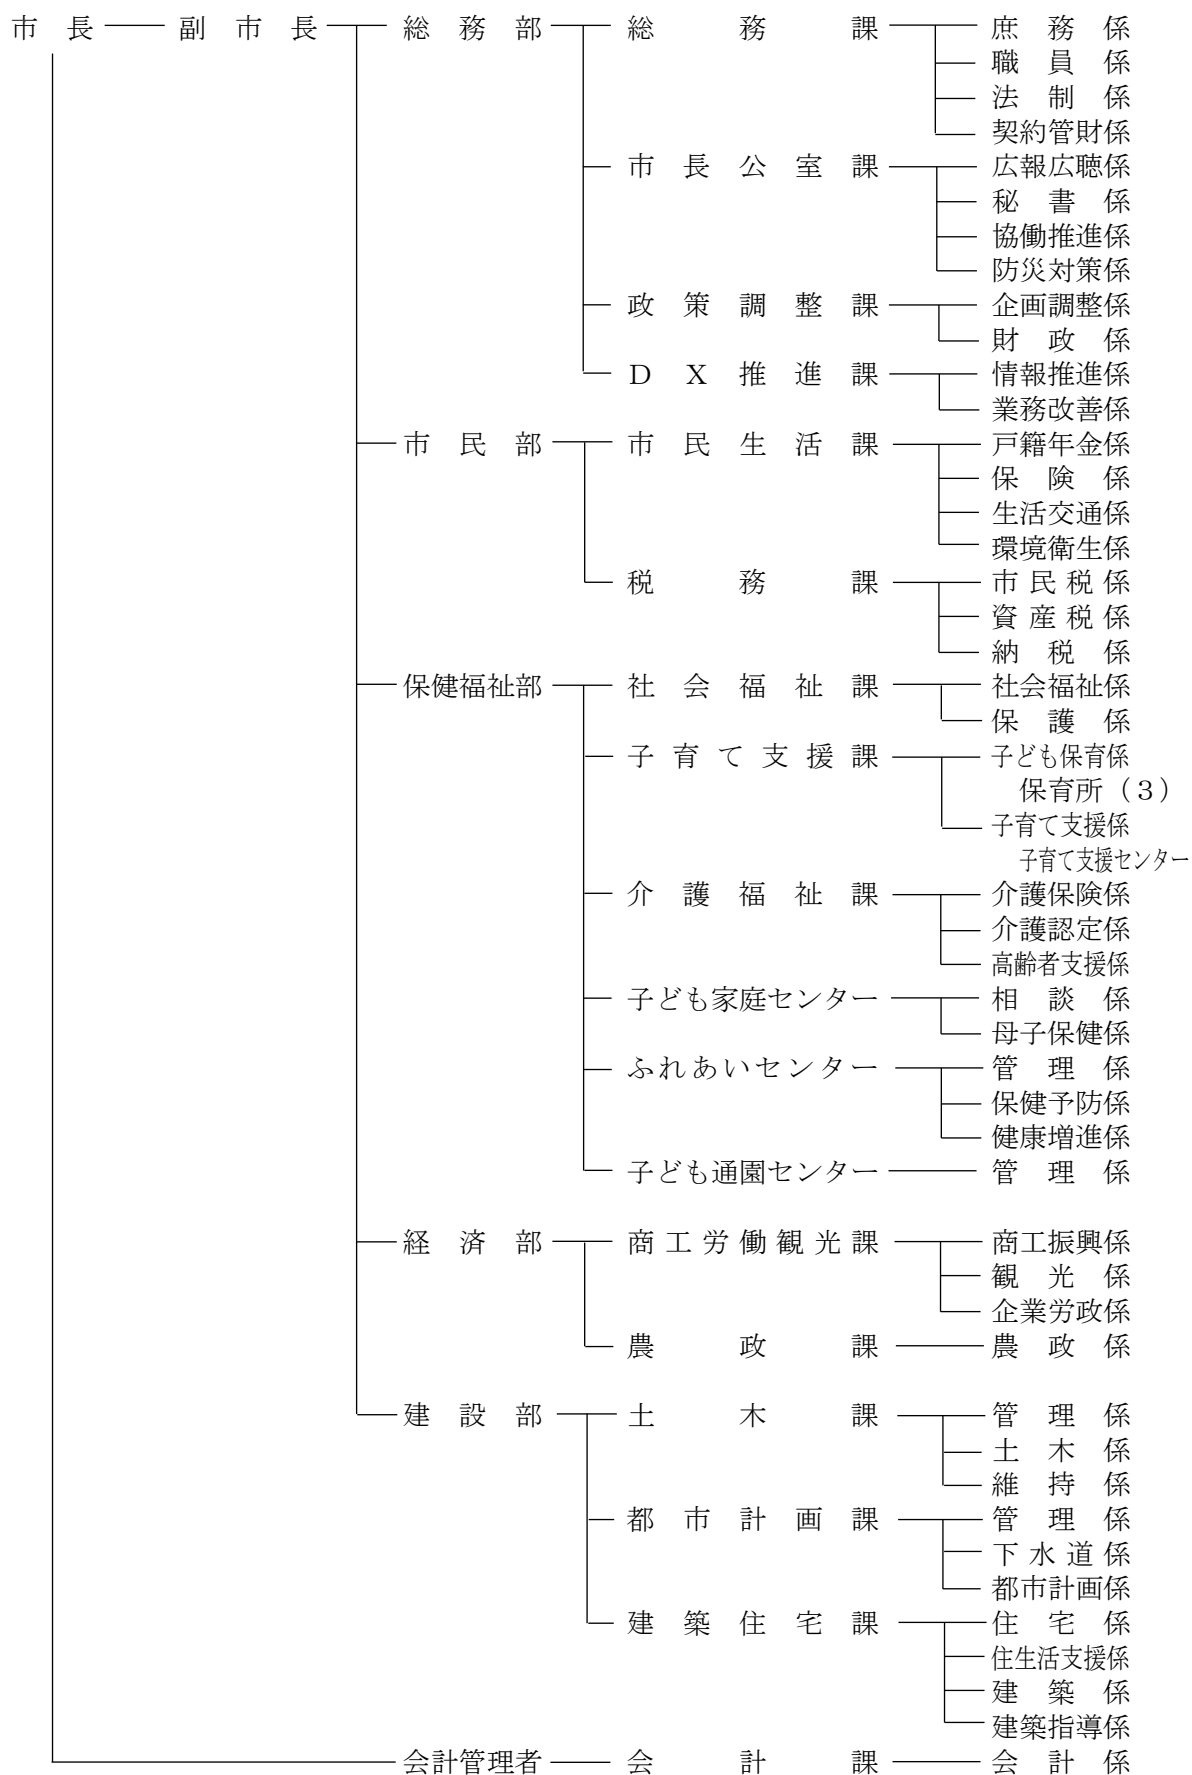 市長 副市長 総務部 総務課 庶務係
職員係
法制係
契約管財係
市長公室課 広報広聴係
秘書係
協働推進係
防災対策係
政策調整課 企画調整係
財政係
DX推進課 情報推進係
業務改善係
市民部 市民生活課 戸籍年金係
保険係
生活交通係
環境衛生係
税務課 市民税係
資産税係
納税係
保健福祉部 社会福祉課 社会福祉係
保護係
子育て支援課 子ども保育係
保育所(3)
子育て支援係
子育て支援センター
介護福祉課 介護保険係
介護認定係
高齢者支援係
子ども家庭センター 相談係
母子保健係
ふれあいセンター 管理係
保健予防係
健康増進係
子ども通園センター 管理係
経済部 商工労働観光課 商工振興係
観光係
企業労政係
農政課 農政係
建設部 土木課 管理係
土木係
維持係
都市計画課 管理係
下水道係
都市計画係
建築住宅課 住宅係
住生活支援係
建築係
建築指導係
会計管理者 会計課 会計係